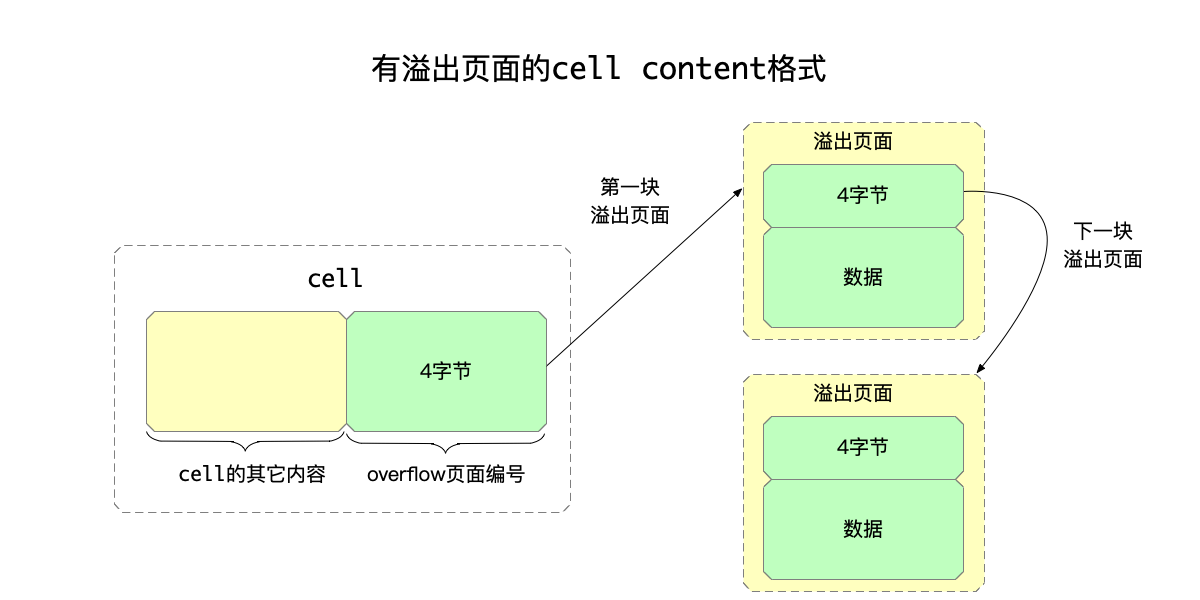 有溢出页面的cell content格式
溢出页面
4字节
数据
第一块
溢出页面
下一块
溢出页面
cell
4字节
cell的其它内容
overflow页面编号
溢出页面
4字节
数据